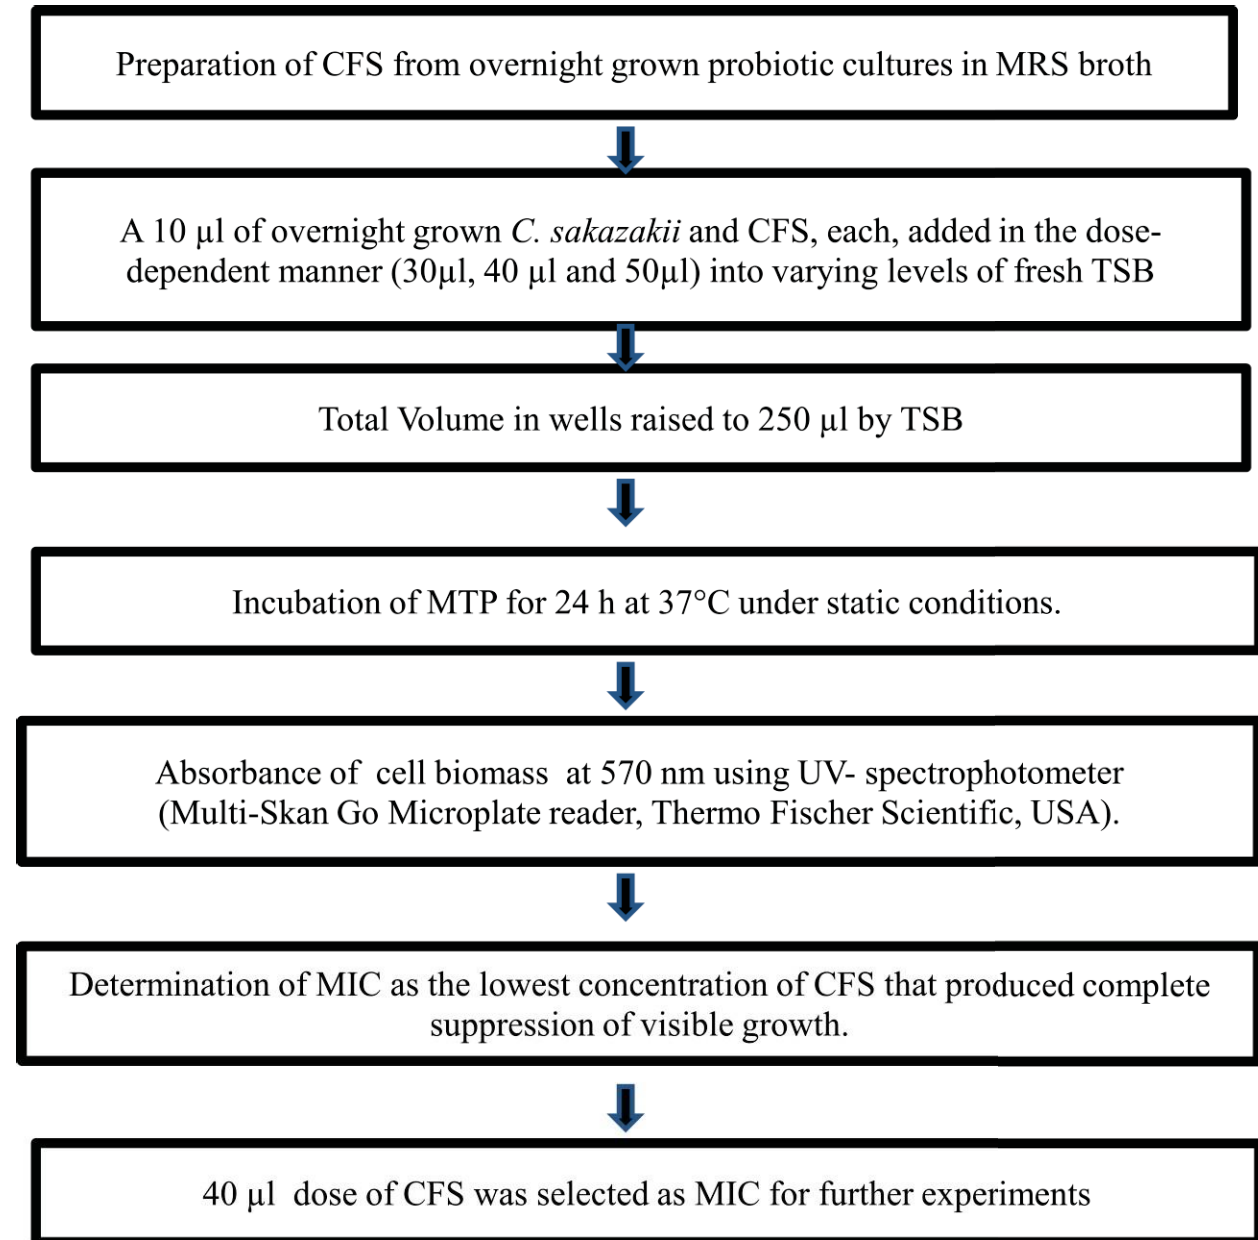 Preparation of CFS from overnight grown probiotic cultures in MRS broth
A 10 µl of overnight grown C. sakazakii and CFS, each, added in the dose-
dependent manner (30µl, 40 µl and 50µl) into varying levels of fresh TSB
Total Volume in wells raised to 250 µl by TSB
Incubation of MTP for 24 h at 37°C under static conditions.
Absorbance of cell biomass at 570 nm using UV- spectrophotometer
(Multi-Skan Go Microplate reader, Thermo Fischer Scientific, USA).
Determination of MIC as the lowest concentration of CFS that produced complete
suppression of visible growth.
40 µl dose of CFS was selected as MIC for further experiments